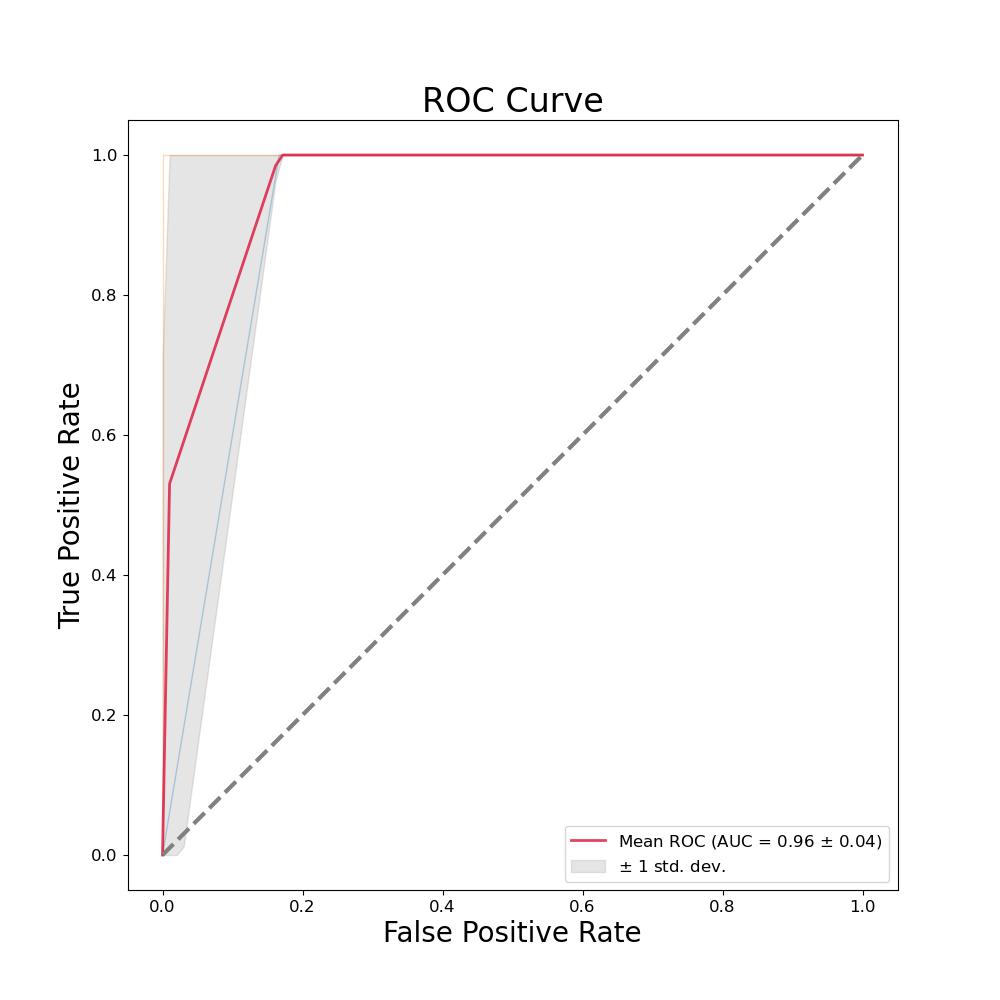 ROC Curve
1.0
0.8
0.6
0.4
0.2
0.0
True Positive Rate
0.0 0.2 0.4 0.6 0.8 1.0
False Positive Rate
Mean ROC (AUC = 0.96 ± 0.04)
± 1 std. dev.